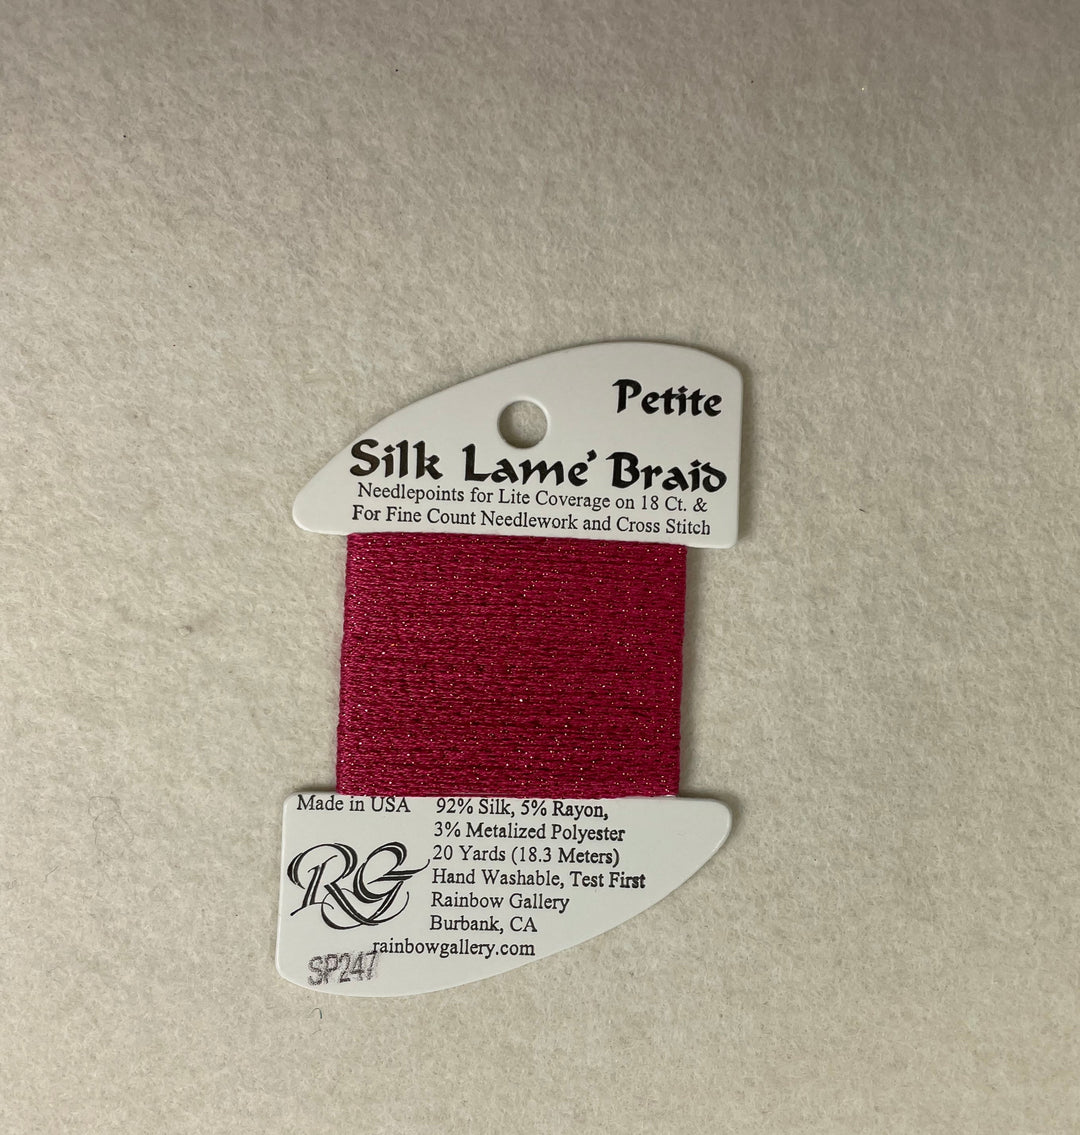 Petite
Silk Lame' Braid
Needlepoints for Lite Coverage on 18 Ct. &
For Fine Count Needlework and Cross Stitch
Made in USA
92% Silk, 5% Rayon,
3% Metalized Polyester
20 Yards (18.3 Meters)
Hand Washable, Test First
Rainbow Gallery
Burbank, CA
rainbowgallery.com
RG
SP247